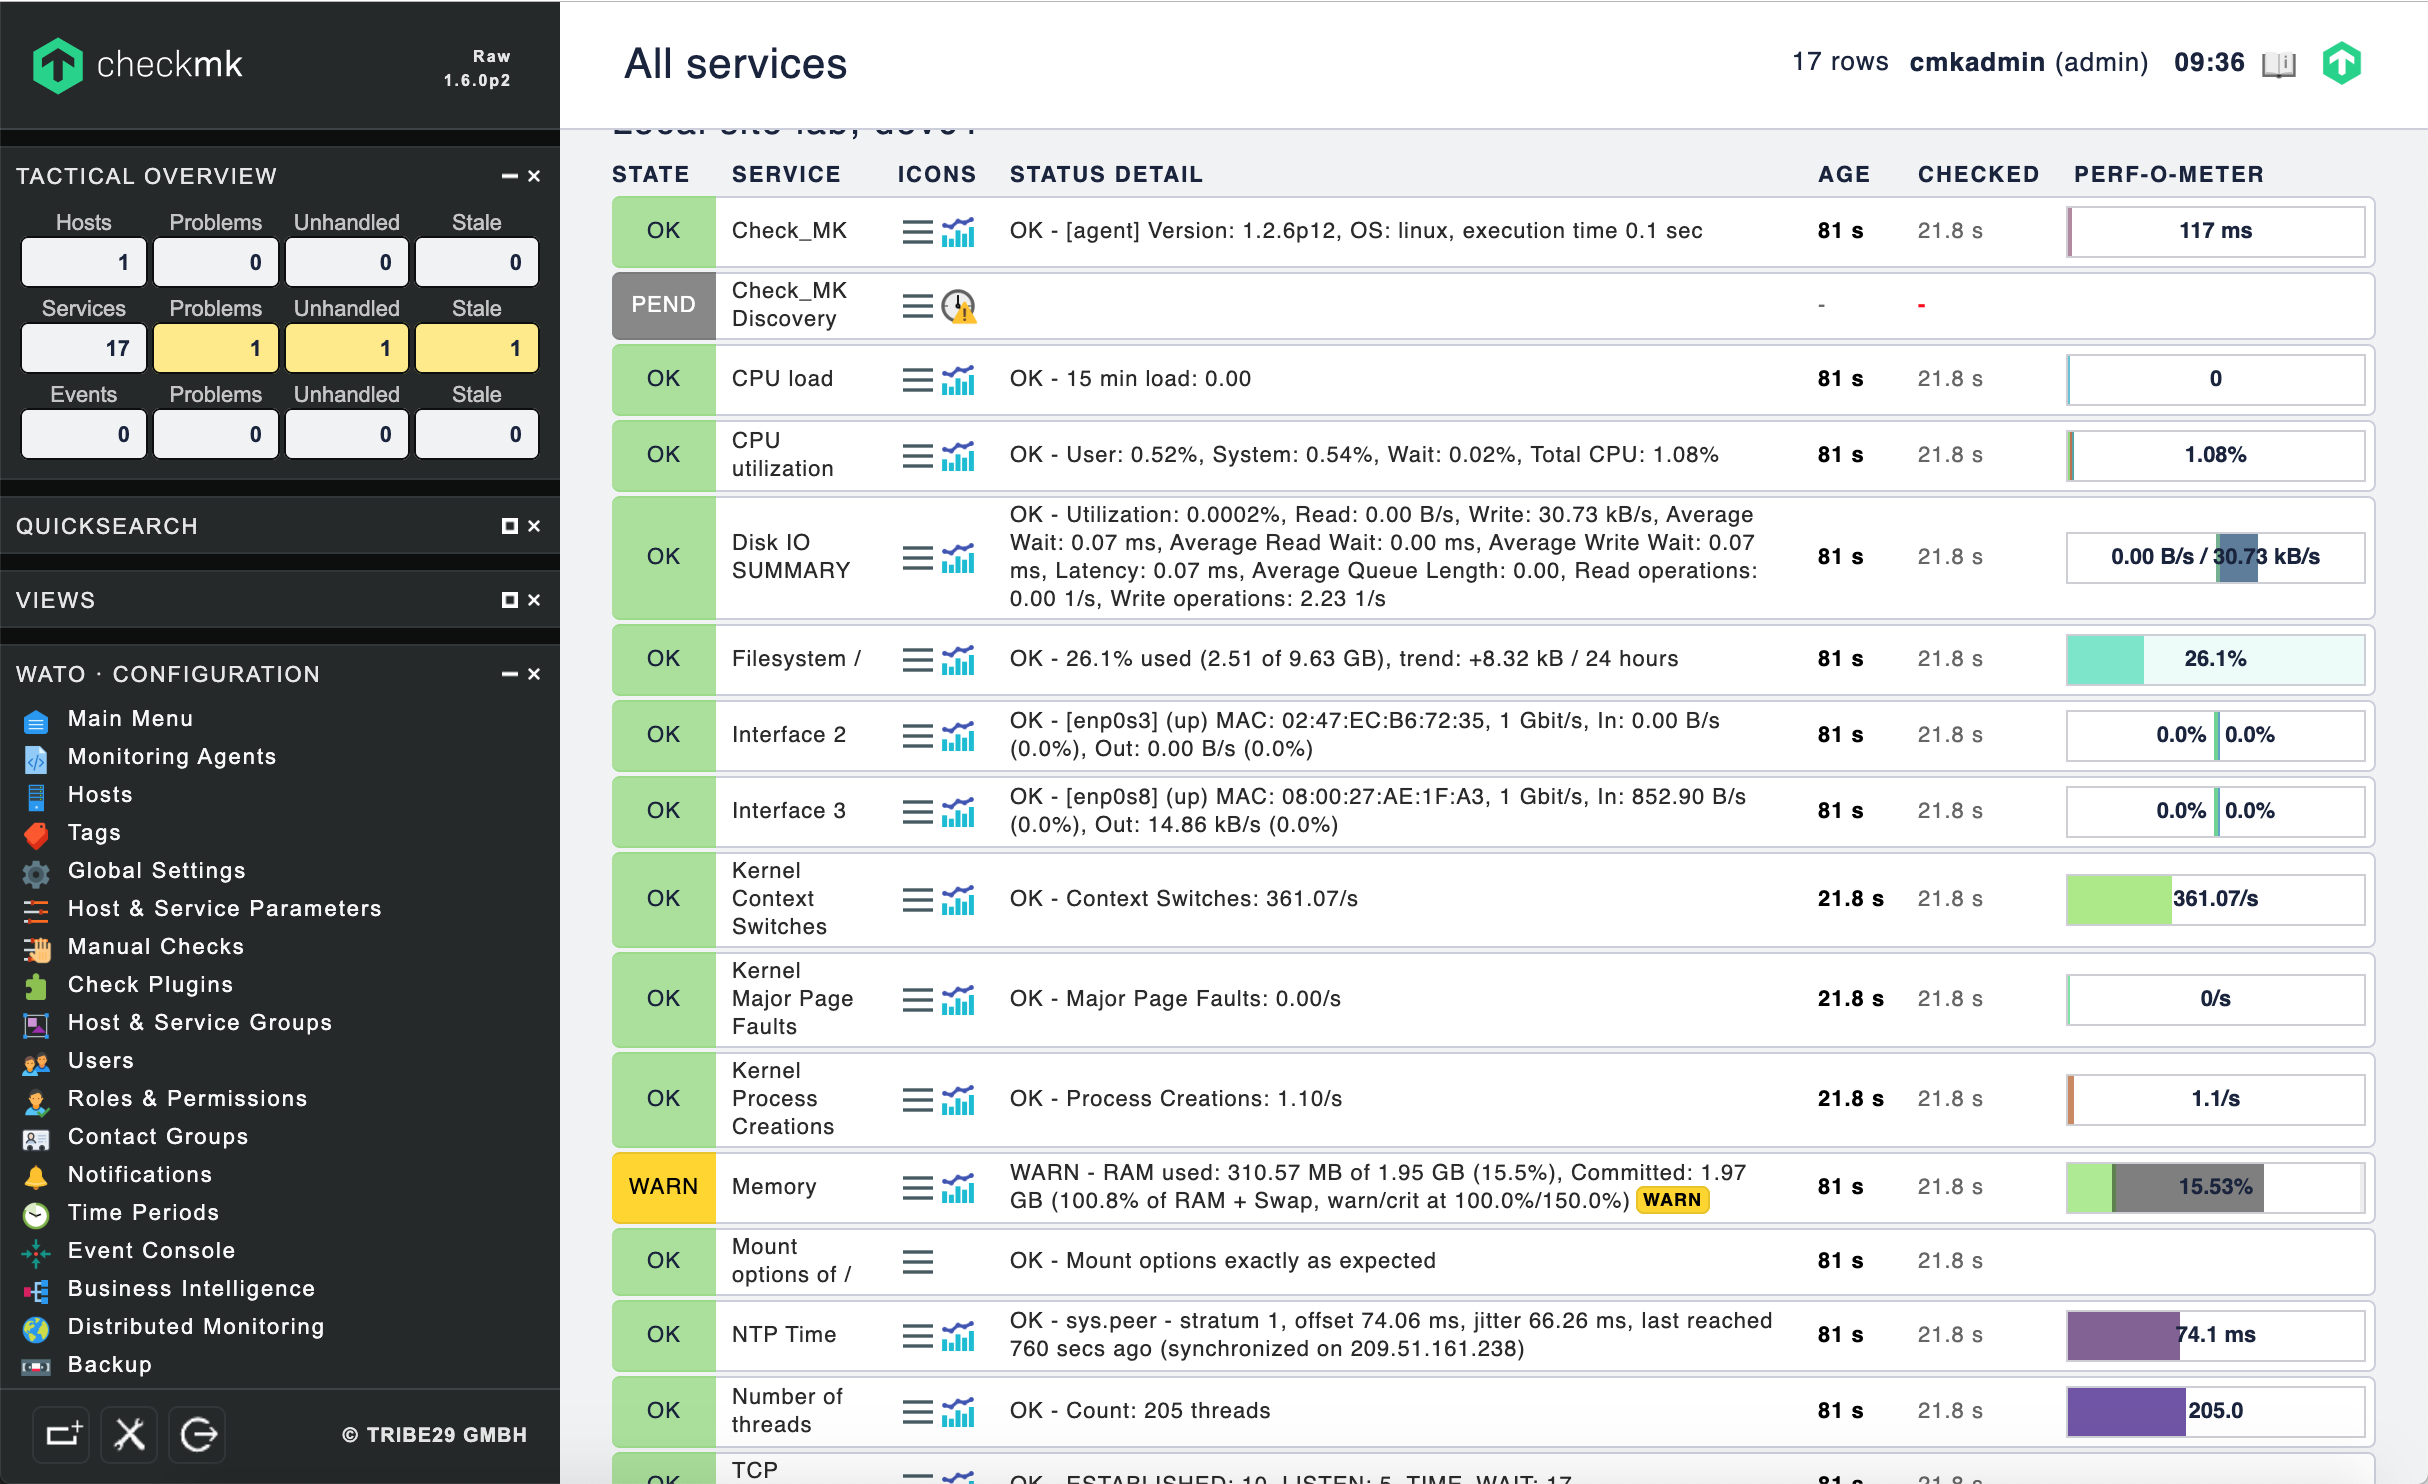 checkmk
Raw
1.6.0p2
TACTICAL OVERVIEW
Hosts Problems Unhandled Stale
1 0 0 0
Services Problems Unhandled Stale
17 1 1 1
Events Problems Unhandled Stale
0 0 0 0
QUICKSEARCH
VIEWS
WATO · CONFIGURATION
Main Menu
Monitoring Agents
Hosts
Tags
Global Settings
Host & Service Parameters
Manual Checks
Check Plugins
Host & Service Groups
Users
Roles & Permissions
Contact Groups
Notifications
Time Periods
Event Console
Business Intelligence
Distributed Monitoring
Backup
© TRIBE29 GMBH
All services
17 rows cmkadmin (admin) 09:36
Local site lab,
STATE SERVICE ICONS STATUS DETAIL AGE CHECKED PERF-O-METER
OK Check_MK OK - [agent] Version: 1.2.6p12, OS: linux, execution time 0.1 sec 81 s 21.8 s 117 ms
PEND Check_MK - -
Discovery
OK CPU load OK - 15 min load: 0.00 81 s 21.8 s 0
OK CPU OK - User: 0.52%, System: 0.54%, Wait: 0.02%, Total CPU: 1.08% 81 s 21.8 s 1.08%
utilization
OK - Utilization: 0.0002%, Read: 0.00 B/s, Write: 30.73 kB/s, Average
OK Disk IO Wait: 0.07 ms, Average Read Wait: 0.00 ms, Average Write Wait: 0.07 81 s 21.8 s 0.00 B/s / 30.73 kB/s
SUMMARY ms, Latency: 0.07 ms, Average Queue Length: 0.00, Read operations:
0.00 1/s, Write operations: 2.23 1/s
OK Filesystem / OK - 26.1% used (2.51 of 9.63 GB), trend: +8.32 kB / 24 hours 81 s 21.8 s 26.1%
OK Interface 2 OK - [enp0s3] (up) MAC: 02:47:EC:B6:72:35, 1 Gbit/s, In: 0.00 B/s 81 s 21.8 s 0.0% 0.0%
(0.0%), Out: 0.00 B/s (0.0%)
OK Interface 3 OK - [enp0s8] (up) MAC: 08:00:27:AE:1F:A3, 1 Gbit/s, In: 852.90 B/s 81 s 21.8 s 0.0% 0.0%
(0.0%), Out: 14.86 kB/s (0.0%)
Kernel
OK Context OK - Context Switches: 361.07/s 21.8 s 21.8 s 361.07/s
Switches
Kernel
OK Major Page OK - Major Page Faults: 0.00/s 21.8 s 21.8 s 0/s
Faults
Kernel
OK Process OK - Process Creations: 1.10/s 21.8 s 21.8 s 1.1/s
Creations
WARN Memory WARN - RAM used: 310.57 MB of 1.95 GB (15.5%), Committed: 1.97 81 s 21.8 s 15.53%
GB (100.8% of RAM + Swap, warn/crit at 100.0%/150.0%) WARN
OK Mount OK - Mount options exactly as expected 81 s 21.8 s
options of /
OK NTP Time OK - sys.peer - stratum 1, offset 74.06 ms, jitter 66.26 ms, last reached 81 s 21.8 s 74.1 ms
760 secs ago (synchronized on 209.51.161.238)
OK Number of OK - Count: 205 threads 81 s 21.8 s 205.0
threads
OK TCP OK - ESTABLISHED: 10, LISTEN: 5, TIME_WAIT: 17 81 s 21.8 s